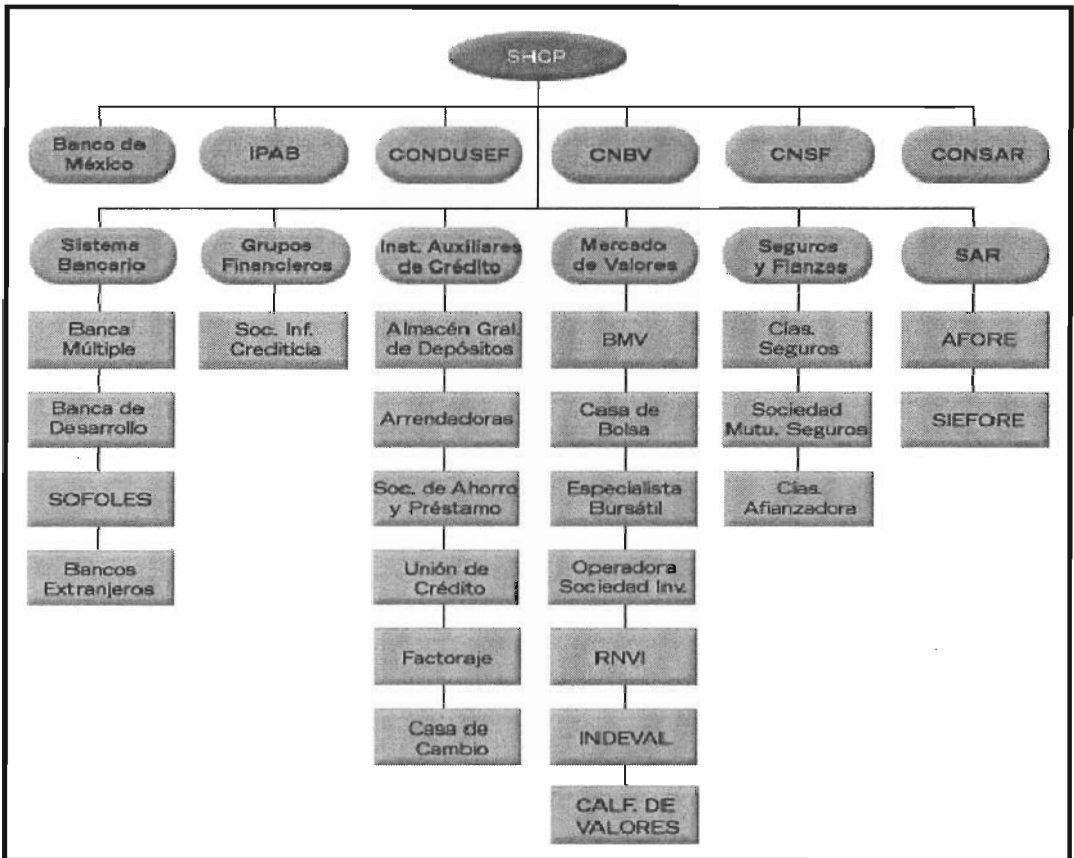 SHCP
Banco de
México
IPAB
CONDUSEF
CNBV
CNSF
CONSAR
Sistema
Bancario
Grupos
Financieros
Inst. Auxiliares
de Crédito
Mercado
de Valores
Seguros
y Fianzas
SAR
Banca
Múltiple
Soc. Inf.
Crediticia
Almacén Gral.
de Depósitos
BMV
Cías.
Seguros
AFORE
Banca de
Desarrollo
Arrendadoras
Casa de
Bolsa
Sociedad
Mutu. Seguros
SIEFORE
SOFOLES
Soc. de Ahorro
y Préstamo
Especialista
Bursátil
Cías.
Afianzadora
Bancos
Extranjeros
Unión de
Crédito
Operadora
Sociedad Inv.
Factoraje
RNVI
Casa de
Cambio
INDEVAL
CALF. DE
VALORES